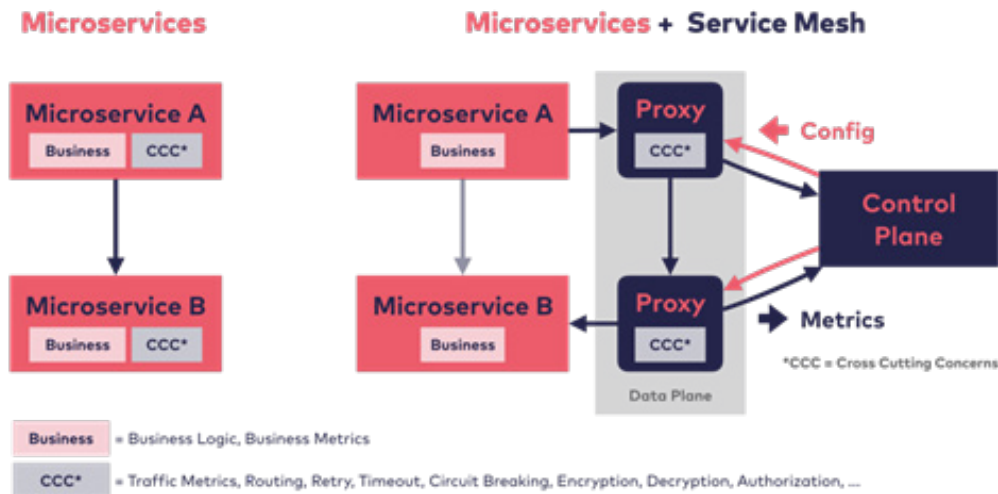 Microservices
Microservices + Service Mesh
Microservice A
Business CCC*
Microservice B
Business CCC*
Microservice A
Business
Microservice B
Business
Proxy
CCC*
Proxy
CCC*
Data Plane
Config
Control
Plane
Metrics
*CCC = Cross Cutting Concerns
Business = Business Logic, Business Metrics
CCC* = Traffic Metrics, Routing, Retry, Timeout, Circuit Breaking, Encryption, Decryption, Authorization, ...